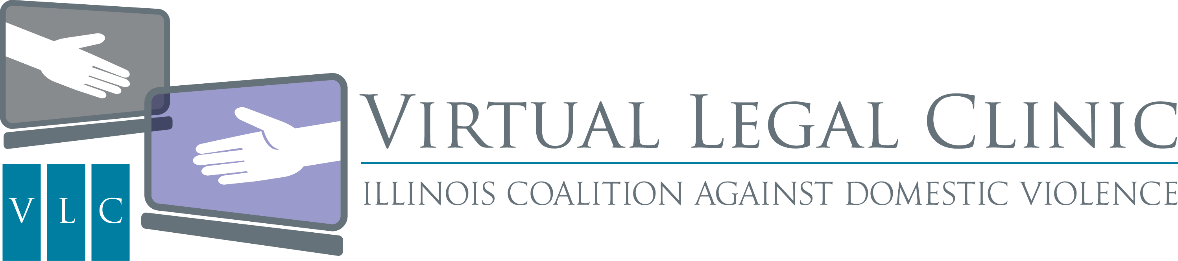 VIRTUAL LEGAL CLINIC
ILLINOIS COALITION AGAINST DOMESTIC VIOLENCE
V L C